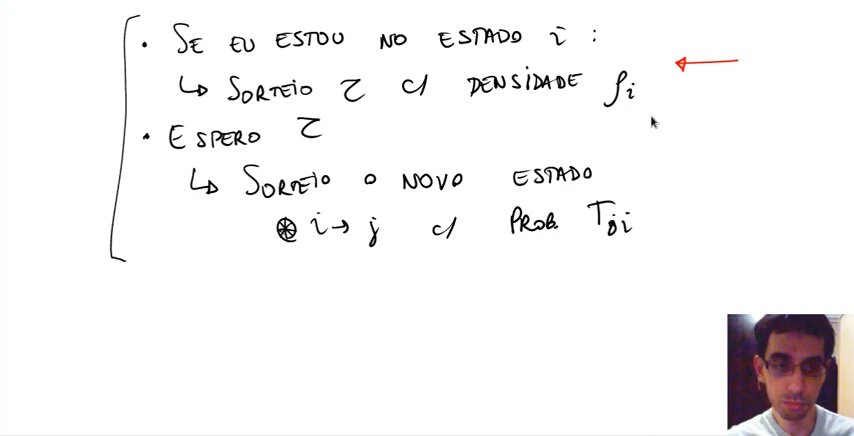 • SE EU ESTOU NO ESTADO i :
↳ SORTEIO τ c/ DENSIDADE ρi
• ESPERO τ
↳ SORTEIO O NOVO ESTADO
⊛ i → j c/ PROB. Tji